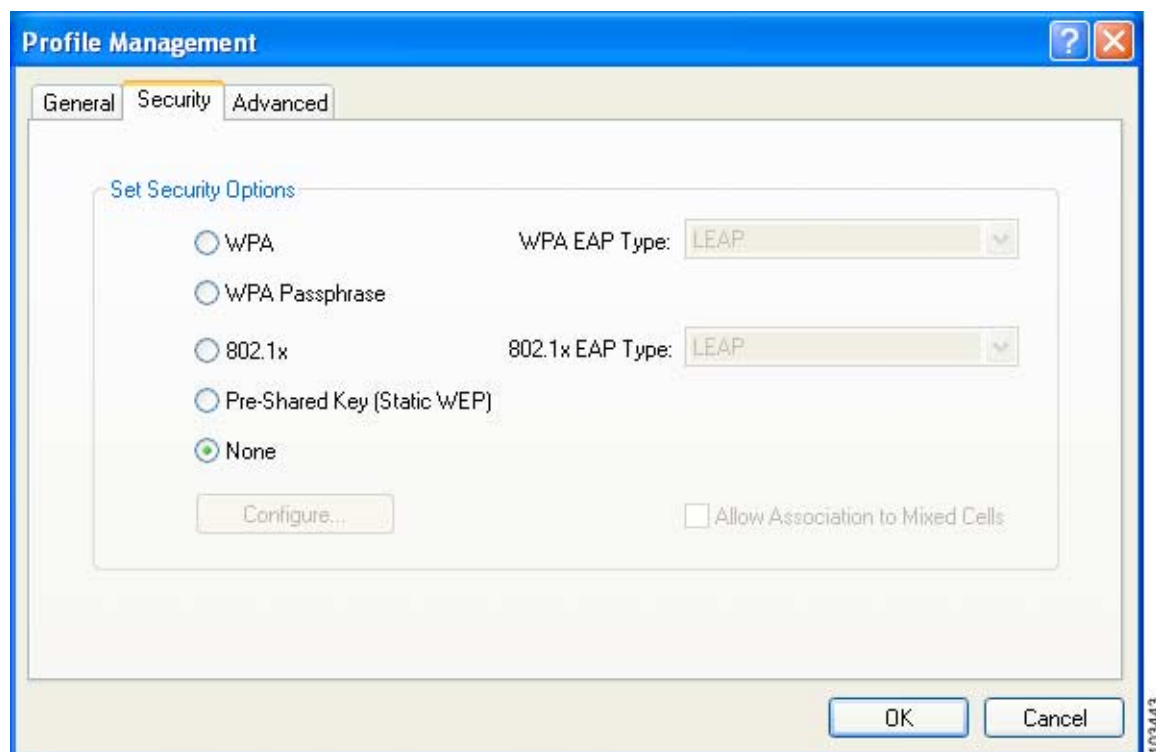 Profile Management
General Security Advanced
Set Security Options
WPA WPA EAP Type: LEAP
WPA Passphrase
802.1x 802.1x EAP Type: LEAP
Pre-Shared Key (Static WEP)
None
Configure... Allow Association to Mixed Cells
OK Cancel
103443